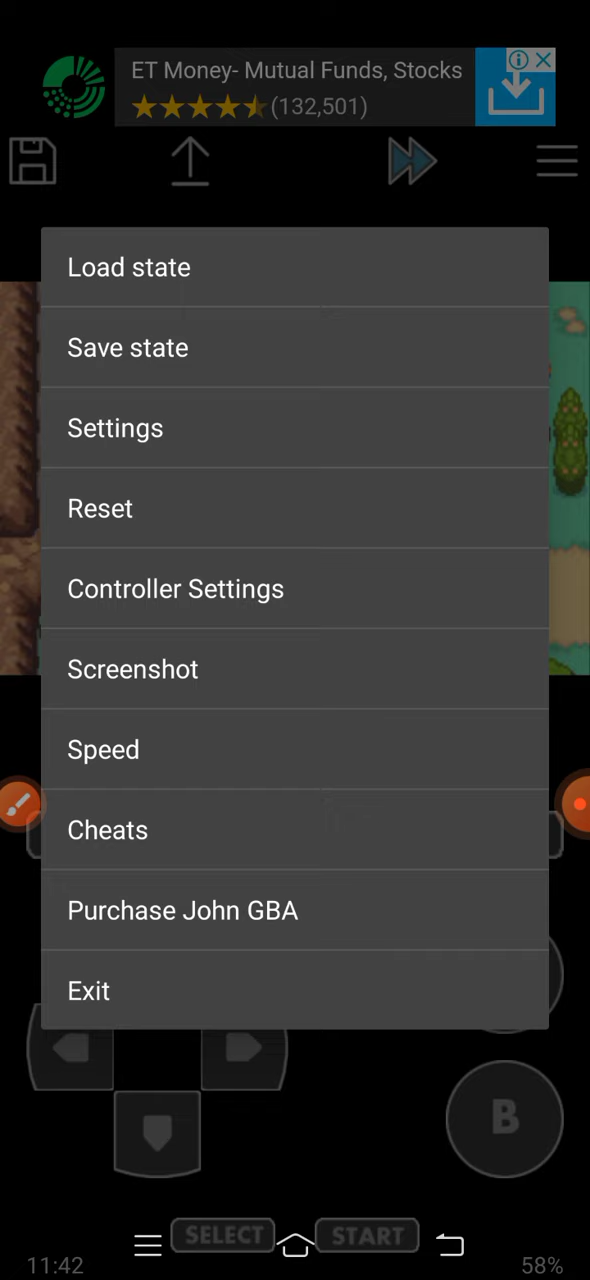 ET Money- Mutual Funds, Stocks
(132,501)
Load state
Save state
Settings
Reset
Controller Settings
Screenshot
Speed
Cheats
Purchase John GBA
Exit
B
SELECT START
11:42 58%